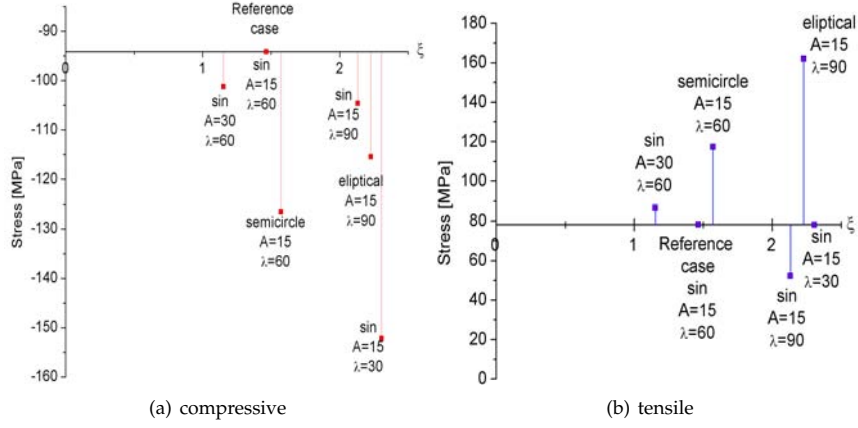 Reference
case
-90
-100
-110
-120
-130
-140
-150
-160
Stress [MPa]
0
1
2
ξ
sin
A=30
λ=60
sin
A=15
λ=60
semicircle
A=15
λ=60
sin
A=15
λ=90
eliptical
A=15
λ=90
sin
A=15
λ=30
(a) compressive
180
160
140
120
100
80
60
40
20
0
Stress [MPa]
0
1
2
ξ
sin
A=30
λ=60
Reference
case
sin
A=15
λ=60
semicircle
A=15
λ=60
eliptical
A=15
λ=90
sin
A=15
λ=90
sin
A=15
λ=30
(b) tensile